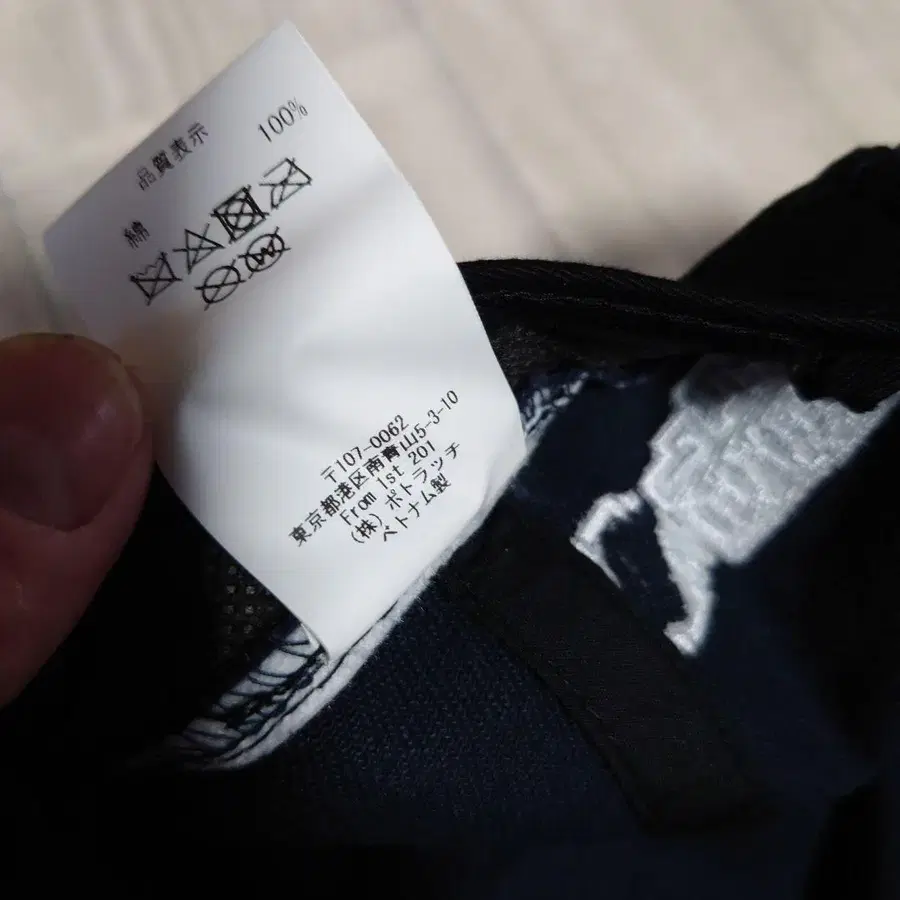 品質表示
綿 100%
〒107-0062
東京都港区南青山5-3-10
From 1st 201
(株) ポトラッチ
ベトナム製